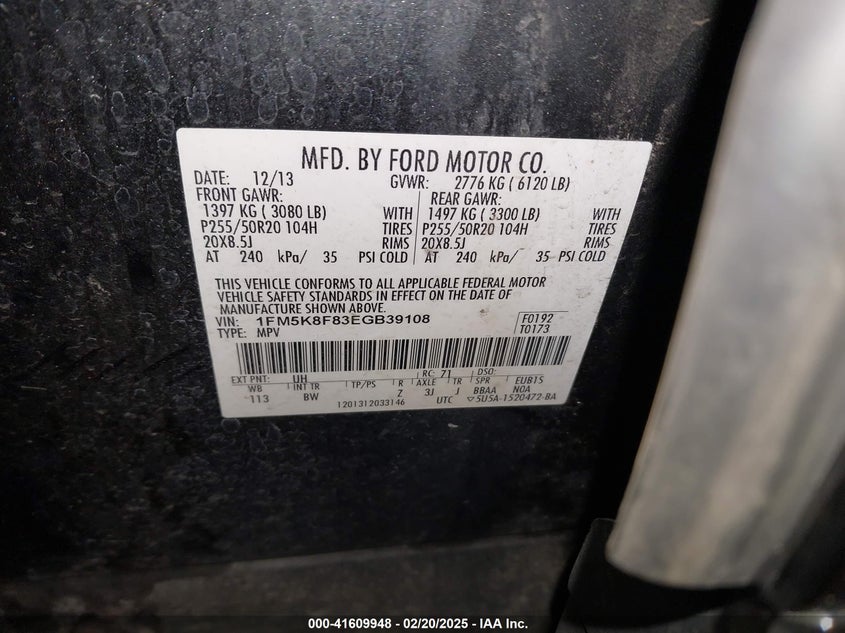 MFD. BY FORD MOTOR CO.
DATE: 12/13 GVWR: 2776 KG ( 6120 LB)
FRONT GAWR: REAR GAWR:
1397 KG ( 3080 LB) WITH 1497 KG ( 3300 LB) WITH
P255/50R20 104H TIRES P255/50R20 104H TIRES
20X8.5J RIMS 20X8.5J RIMS
AT 240 kPa/ 35 PSI COLD AT 240 kPa/ 35 PSI COLD
THIS VEHICLE CONFORMS TO ALL APPLICABLE FEDERAL MOTOR
VEHICLE SAFETY STANDARDS IN EFFECT ON THE DATE OF
MANUFACTURE SHOWN ABOVE.
VIN: 1FM5K8F83EGB39108 F0192
TYPE: MPV T0173
EXT PNT: UH RC: 71 DSO:
WB INT TR TP/PS R AXLE TR SPR EUB1S
113 BW Z 3J J BBAA NOA
1201312033146 UTC ▽5U5A-1520472-BA
000-41609948 - 02/20/2025 - IAA Inc.